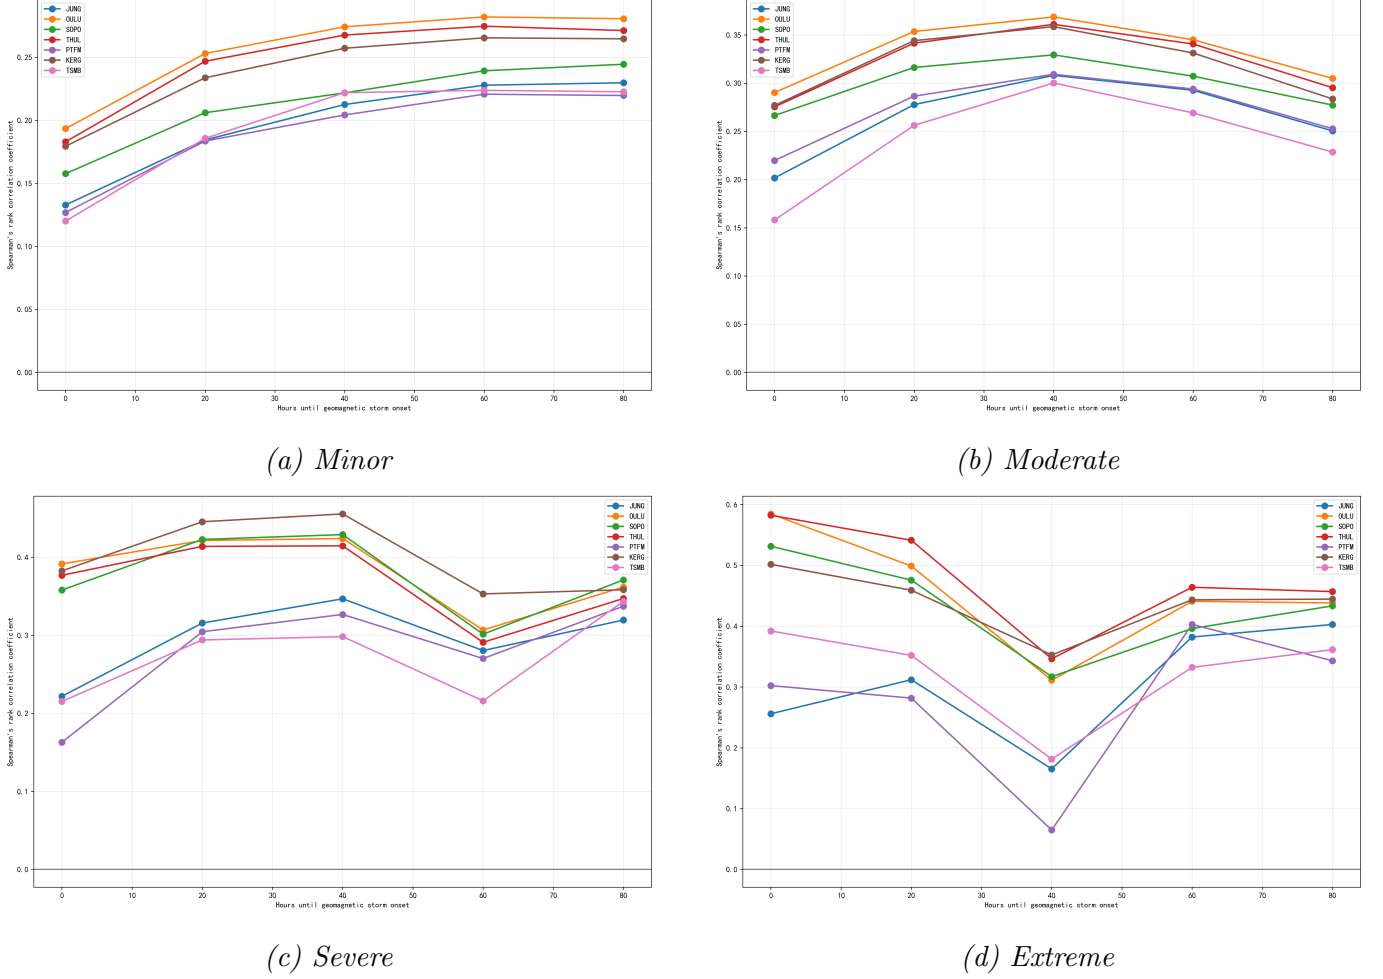 JUNG
OULU
SOPO
THUL
PTFM
KERG
TSMB
0.25
0.20
0.15
0.10
0.05
0.00
Spearman's rank correlation coefficient
0 10 20 30 40 50 60 70 80
Hours until geomagnetic storm onset
(a) Minor
JUNG
OULU
SOPO
THUL
PTFM
KERG
TSMB
0.35
0.30
0.25
0.20
0.15
0.10
0.05
0.00
Spearman's rank correlation coefficient
0 10 20 30 40 50 60 70 80
Hours until geomagnetic storm onset
(b) Moderate
JUNG
OULU
SOPO
THUL
PTFM
KERG
TSMB
0.4
0.3
0.2
0.1
0.0
Spearman's rank correlation coefficient
0 10 20 30 40 50 60 70 80
Hours until geomagnetic storm onset
(c) Severe
JUNG
OULU
SOPO
THUL
PTFM
KERG
TSMB
0.6
0.5
0.4
0.3
0.2
0.1
0.0
Spearman's rank correlation coefficient
0 10 20 30 40 50 60 70 80
Hours until geomagnetic storm onset
(d) Extreme